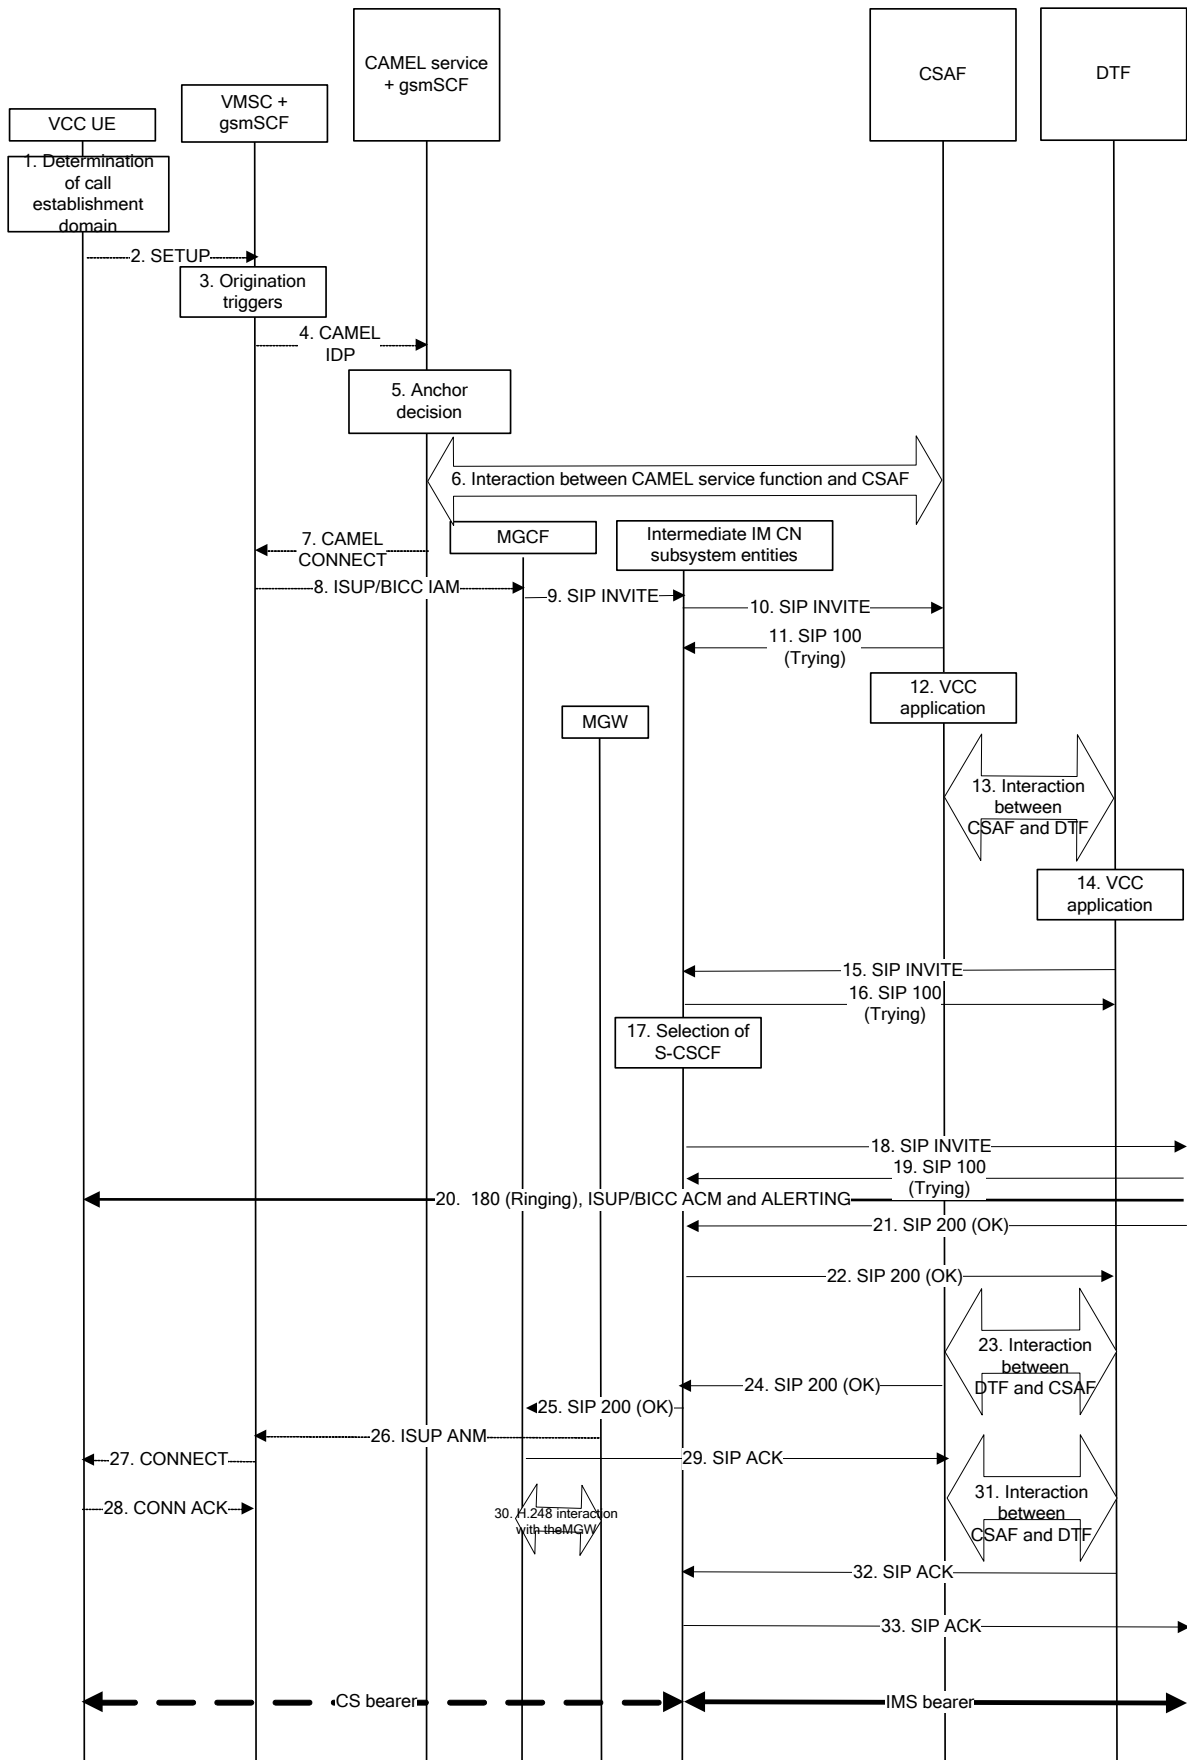 CAMEL service
+ gsmSCF
CSAF
DTF
VMSC +
gsmSCF
VCC UE
1. Determination
of call
establishment
domain
2. SETUP
3. Origination
triggers
4. CAMEL
IDP
5. Anchor
decision
6. Interaction between CAMEL service function and CSAF
7. CAMEL
CONNECT
MGCF
Intermediate IM CN
subsystem entities
8. ISUP/BICC IAM
9. SIP INVITE
10. SIP INVITE
11. SIP 100
(Trying)
12. VCC
application
MGW
13. Interaction
between
CSAF and DTF
14. VCC
application
15. SIP INVITE
16. SIP 100
(Trying)
17. Selection of
S-CSCF
18. SIP INVITE
19. SIP 100
(Trying)
20. 180 (Ringing), ISUP/BICC ACM and ALERTING
21. SIP 200 (OK)
22. SIP 200 (OK)
23. Interaction
between
DTF and CSAF
24. SIP 200 (OK)
25. SIP 200 (OK)
26. ISUP ANM
27. CONNECT
29. SIP ACK
28. CONN ACK
30. H.248 interaction
with theMGW
31. Interaction
between
CSAF and DTF
32. SIP ACK
33. SIP ACK
CS bearer
IMS bearer